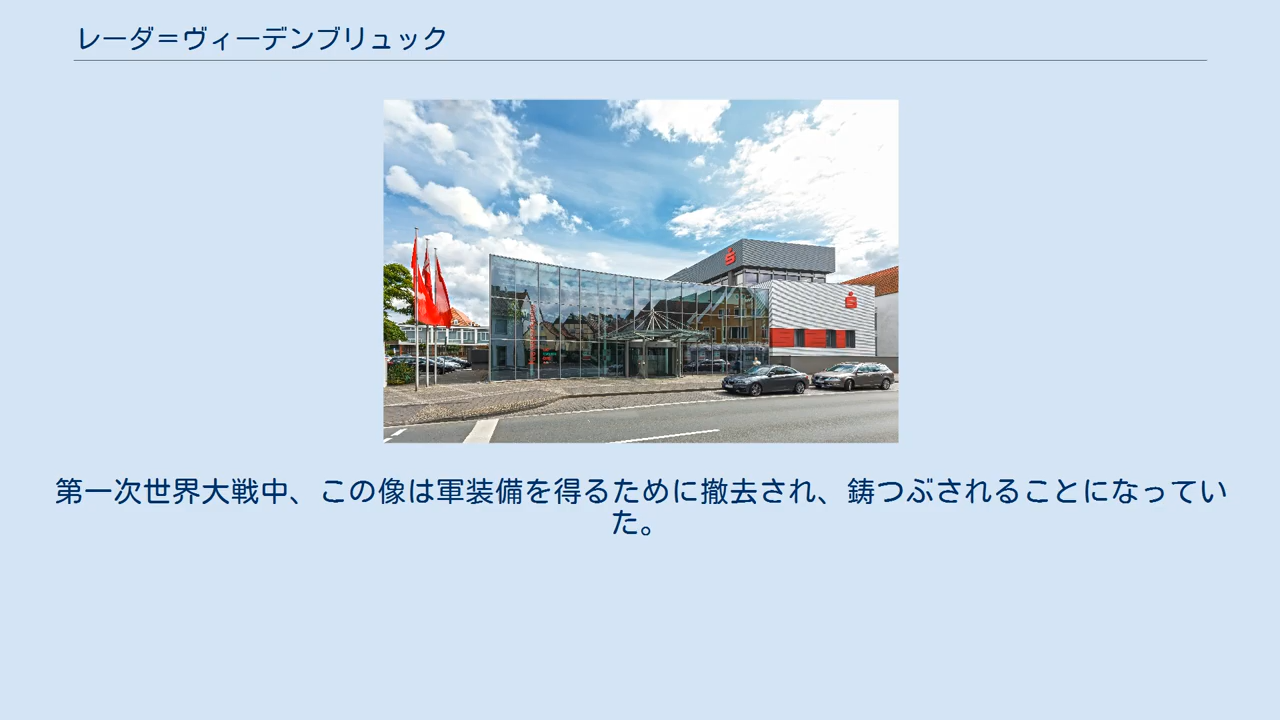 レーダ＝ヴィーデンブリュック
第一次世界大戦中、この像は軍装備を得るために撤去され、鋳つぶされることになってい
た。